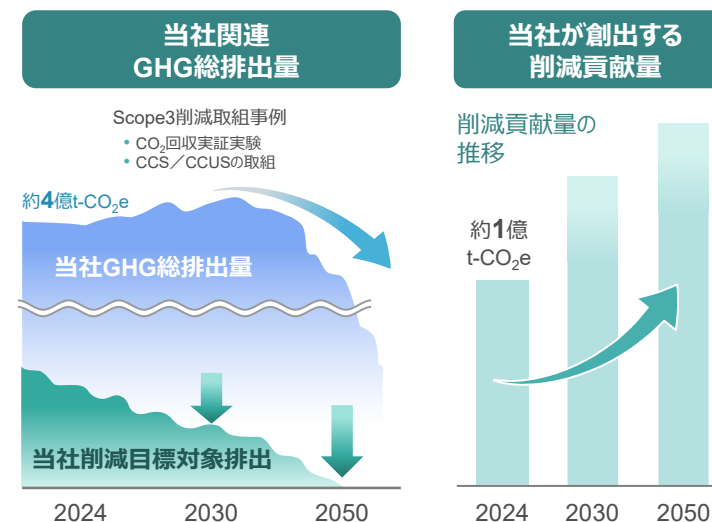 当社関連
GHG総排出量
Scope3削減取組事例
• CO₂回収実証実験
• CCS／CCUSの取組
約4億t-CO₂e
当社GHG総排出量
当社削減目標対象排出
2024 2030 2050
当社が創出する
削減貢献量
削減貢献量の
推移
約1億
t-CO₂e
2024 2030 2050